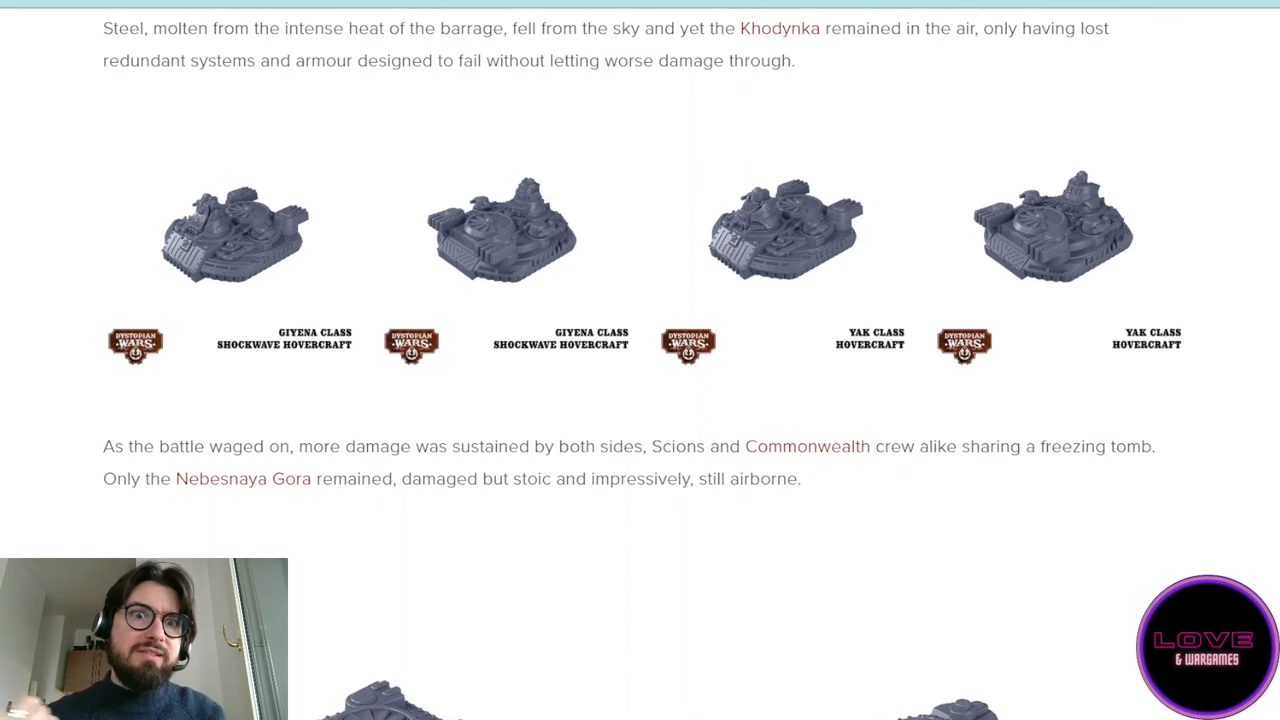 Steel, molten from the intense heat of the barrage, fell from the sky and yet the Khodynka remained in the air, only having lost
redundant systems and armour designed to fail without letting worse damage through.
DYSTOPIAN
WARS
GIYENA CLASS
SHOCKWAVE HOVERCRAFT
DYSTOPIAN
WARS
GIYENA CLASS
SHOCKWAVE HOVERCRAFT
DYSTOPIAN
WARS
YAK CLASS
HOVERCRAFT
DYSTOPIAN
WARS
YAK CLASS
HOVERCRAFT
As the battle waged on, more damage was sustained by both sides, Scions and Commonwealth crew alike sharing a freezing tomb.
Only the Nebesnaya Gora remained, damaged but stoic and impressively, still airborne.
LOVE
& WARGAMES